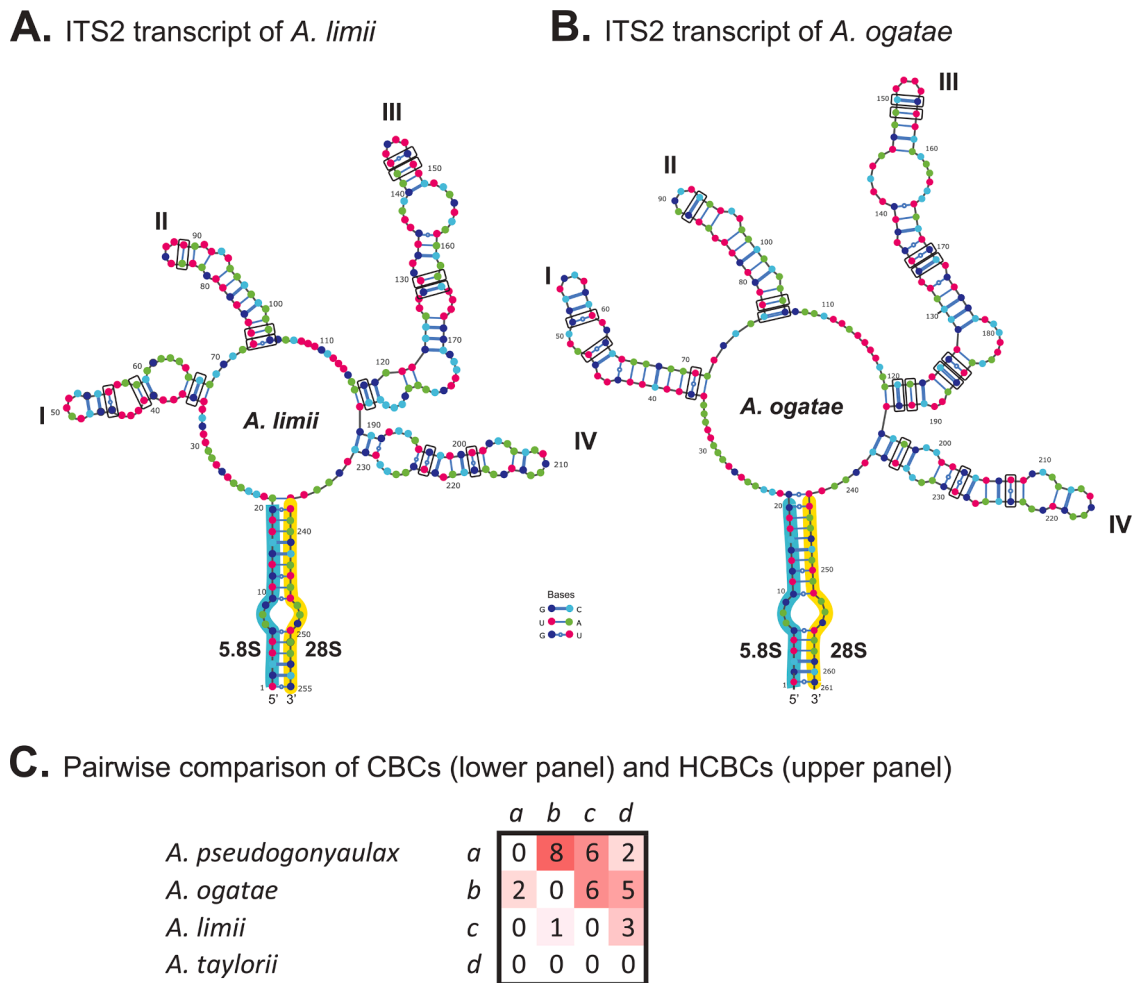 A. ITS2 transcript of A. limii
B. ITS2 transcript of A. ogatae
I
II
III
IV
A. limii
1
10
20
30
40
50
60
70
80
90
100
110
120
130
140
150
160
170
190
200
210
220
230
240
250
255
5.8S
28S
5' 3'
Bases
G C
U A
G U
I
II
III
IV
A. ogatae
1
10
20
30
40
50
60
70
80
90
100
110
120
130
140
150
160
170
180
190
200
210
220
230
240
250
260
261
5.8S
28S
5' 3'
C. Pairwise comparison of CBCs (lower panel) and HCBCs (upper panel)
a b c d
A. pseudogonyaulax a 0 8 6 2
A. ogatae b 2 0 6 5
A. limii c 0 1 0 3
A. taylorii d 0 0 0 0